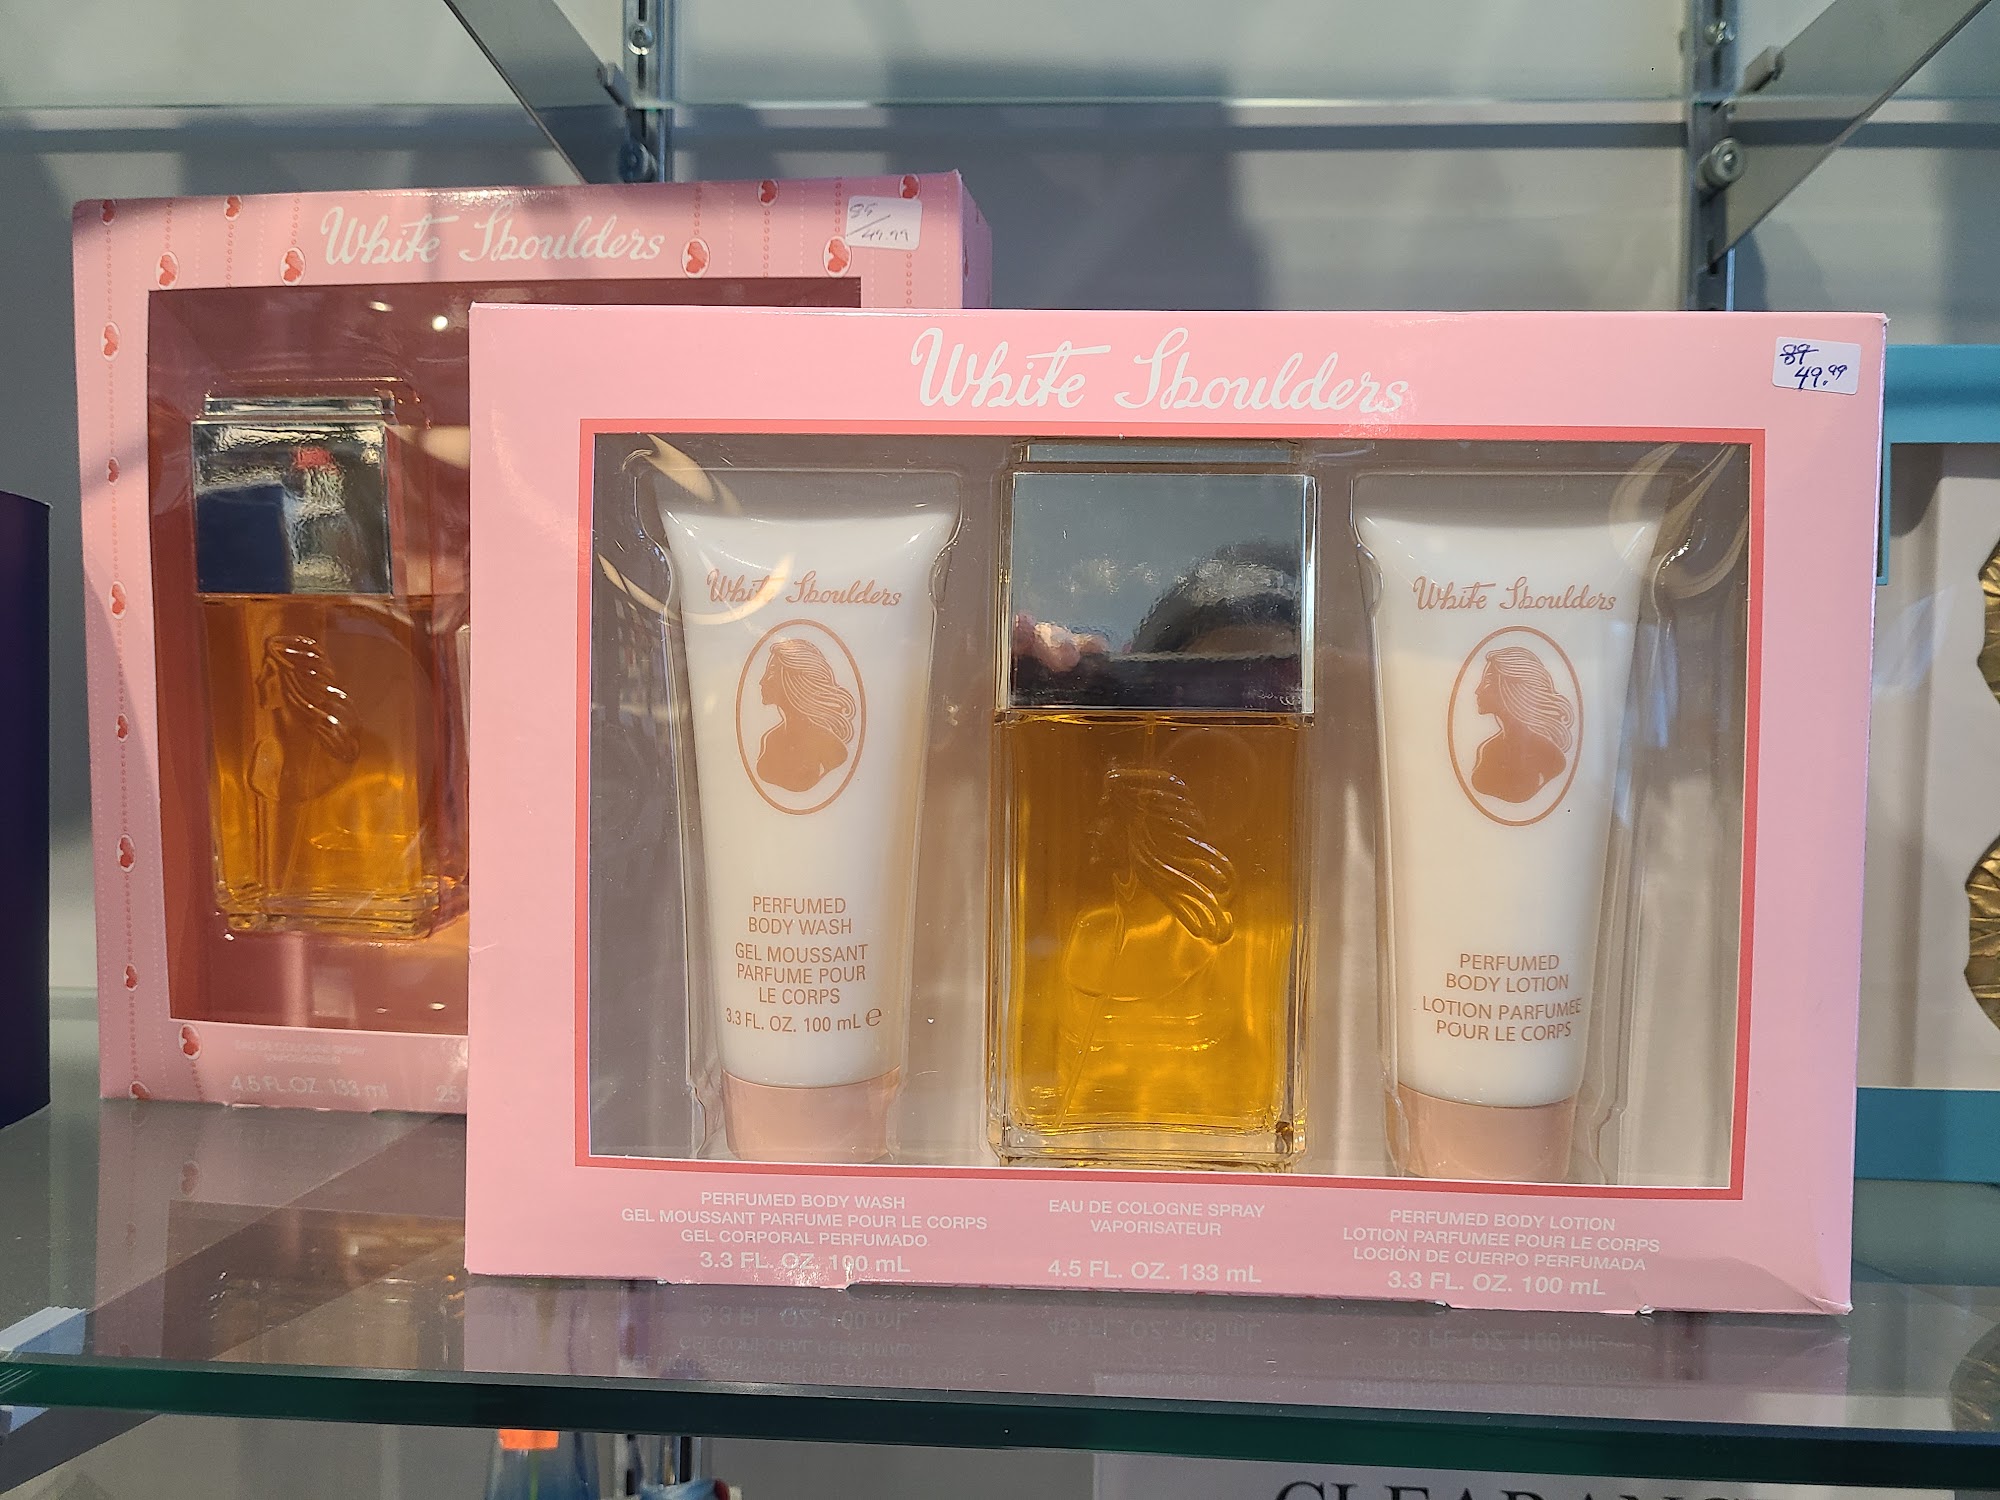 White Shoulders
85
49.99
4.5 FL.OZ. 133 ml
25
White Shoulders
89
49.99
White Shoulders
PERFUMED
BODY WASH
GEL MOUSSANT
PARFUME POUR
LE CORPS
3.3 FL. OZ. 100 mL e
White Shoulders
PERFUMED
BODY LOTION
LOTION PARFUMEE
POUR LE CORPS
PERFUMED BODY WASH
GEL MOUSSANT PARFUME POUR LE CORPS
GEL CORPORAL PERFUMADO
3.3 FL. OZ. 100 mL
EAU DE COLOGNE SPRAY
VAPORISATEUR
4.5 FL. OZ. 133 mL
PERFUMED BODY LOTION
LOTION PARFUMEE POUR LE CORPS
LOCIÓN DE CUERPO PERFUMADA
3.3 FL. OZ. 100 mL